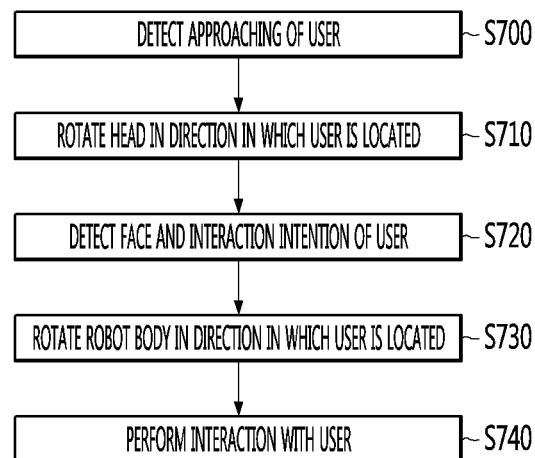 DETECT APPROACHING OF USER S700
ROTATE HEAD IN DIRECTION IN WHICH USER IS LOCATED S710
DETECT FACE AND INTERACTION INTENTION OF USER S720
ROTATE ROBOT BODY IN DIRECTION IN WHICH USER IS LOCATED S730
PERFORM INTERACTION WITH USER S740